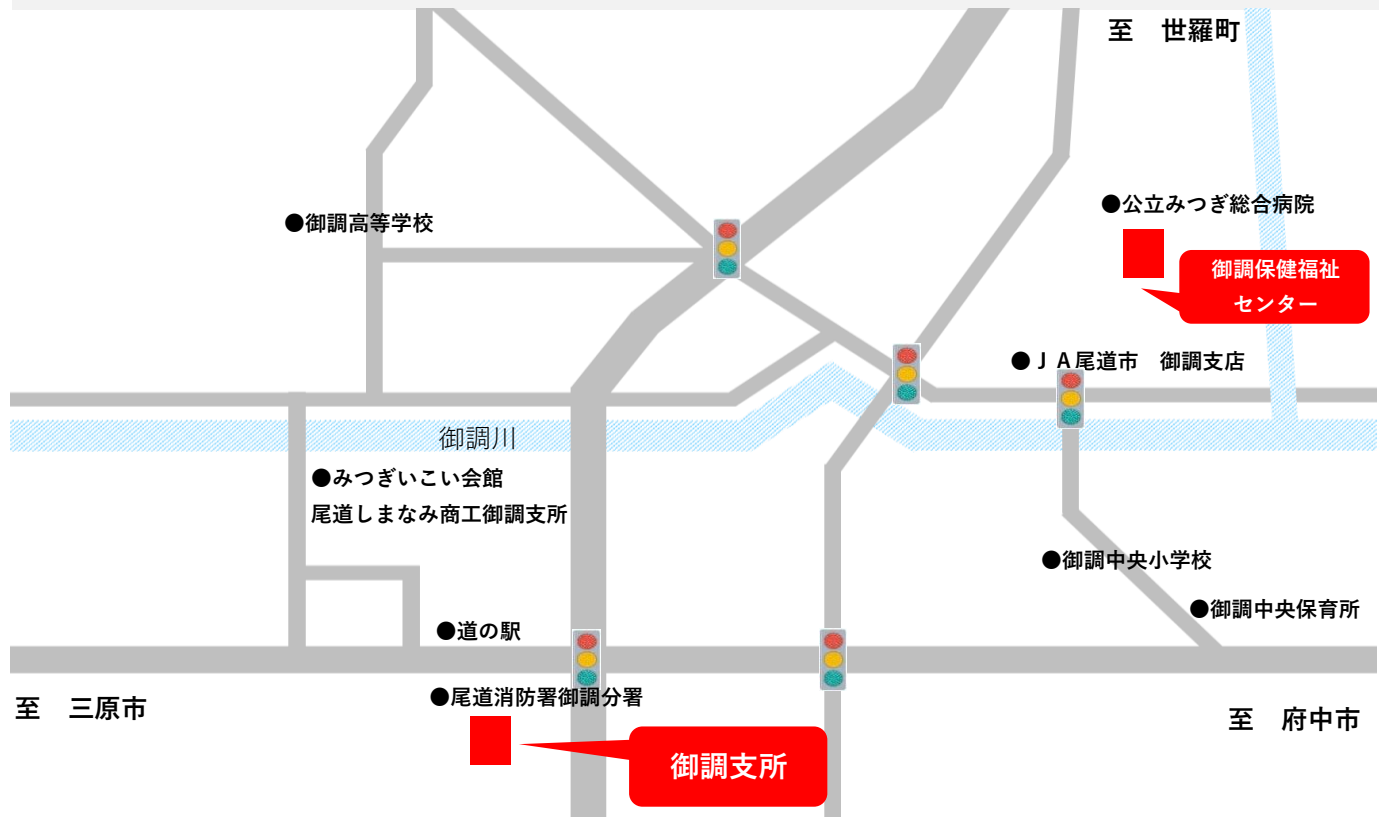 至　世羅町
●公立みつぎ総合病院
●御調高等学校
御調保健福祉
センター
●ＪＡ尾道市　御調支店
御調川
●みつぎいこい会館
尾道しまなみ商工御調支所
●御調中央小学校
●御調中央保育所
●道の駅
●尾道消防署御調分署
至　三原市
至　府中市
御調支所